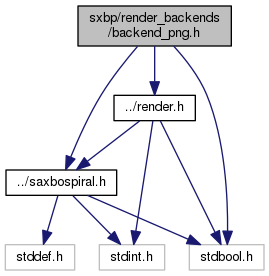 sxbp/render_backends
/backend_png.h
../render.h
../saxbospiral.h
stddef.h
stdint.h
stdbool.h